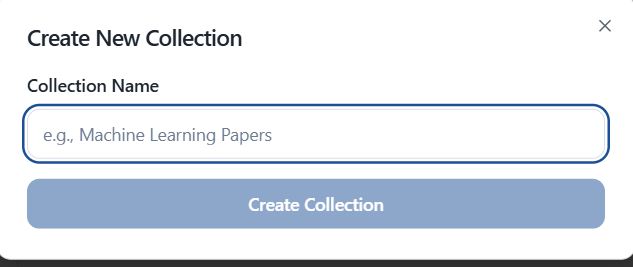 Create New Collection
Collection Name
e.g., Machine Learning Papers
Create Collection